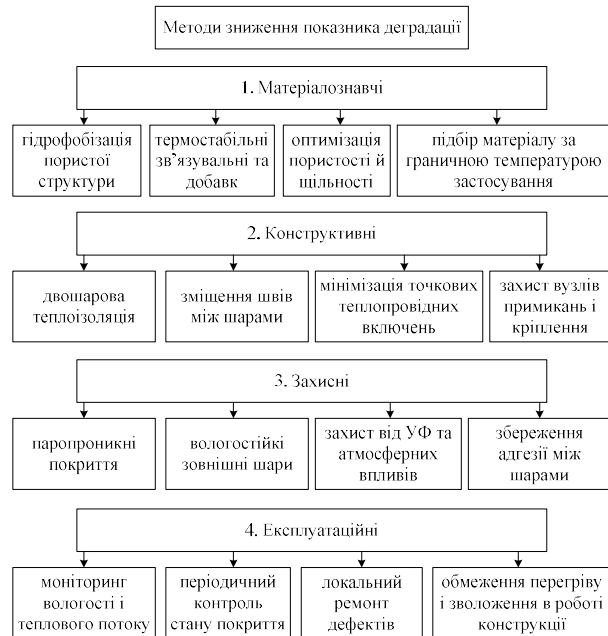 Методи зниження показника деградації
1. Матеріалознавчі
гідрофобізація
пористої
структури
термостабільні
зв’язувальні та
добавк
оптимізація
пористості й
щільності
підбір матеріалу за
граничною температурою
застосування
2. Конструктивні
двошарова
теплоізоляція
зміщення швів
між шарами
мінімізація точкових
теплопровідних
включень
захист вузлів
примикань і
кріплення
3. Захисні
паропроникні
покриття
вологостійкі
зовнішні шари
захист від УФ та
атмосферних
впливів
збереження
адгезії між
шарами
4. Експлуатаційні
моніторинг
вологості і
теплового потоку
періодичний
контроль
стану покриття
локальний
ремонт
дефектів
обмеження перегріву
і зволоження в роботі
конструкції